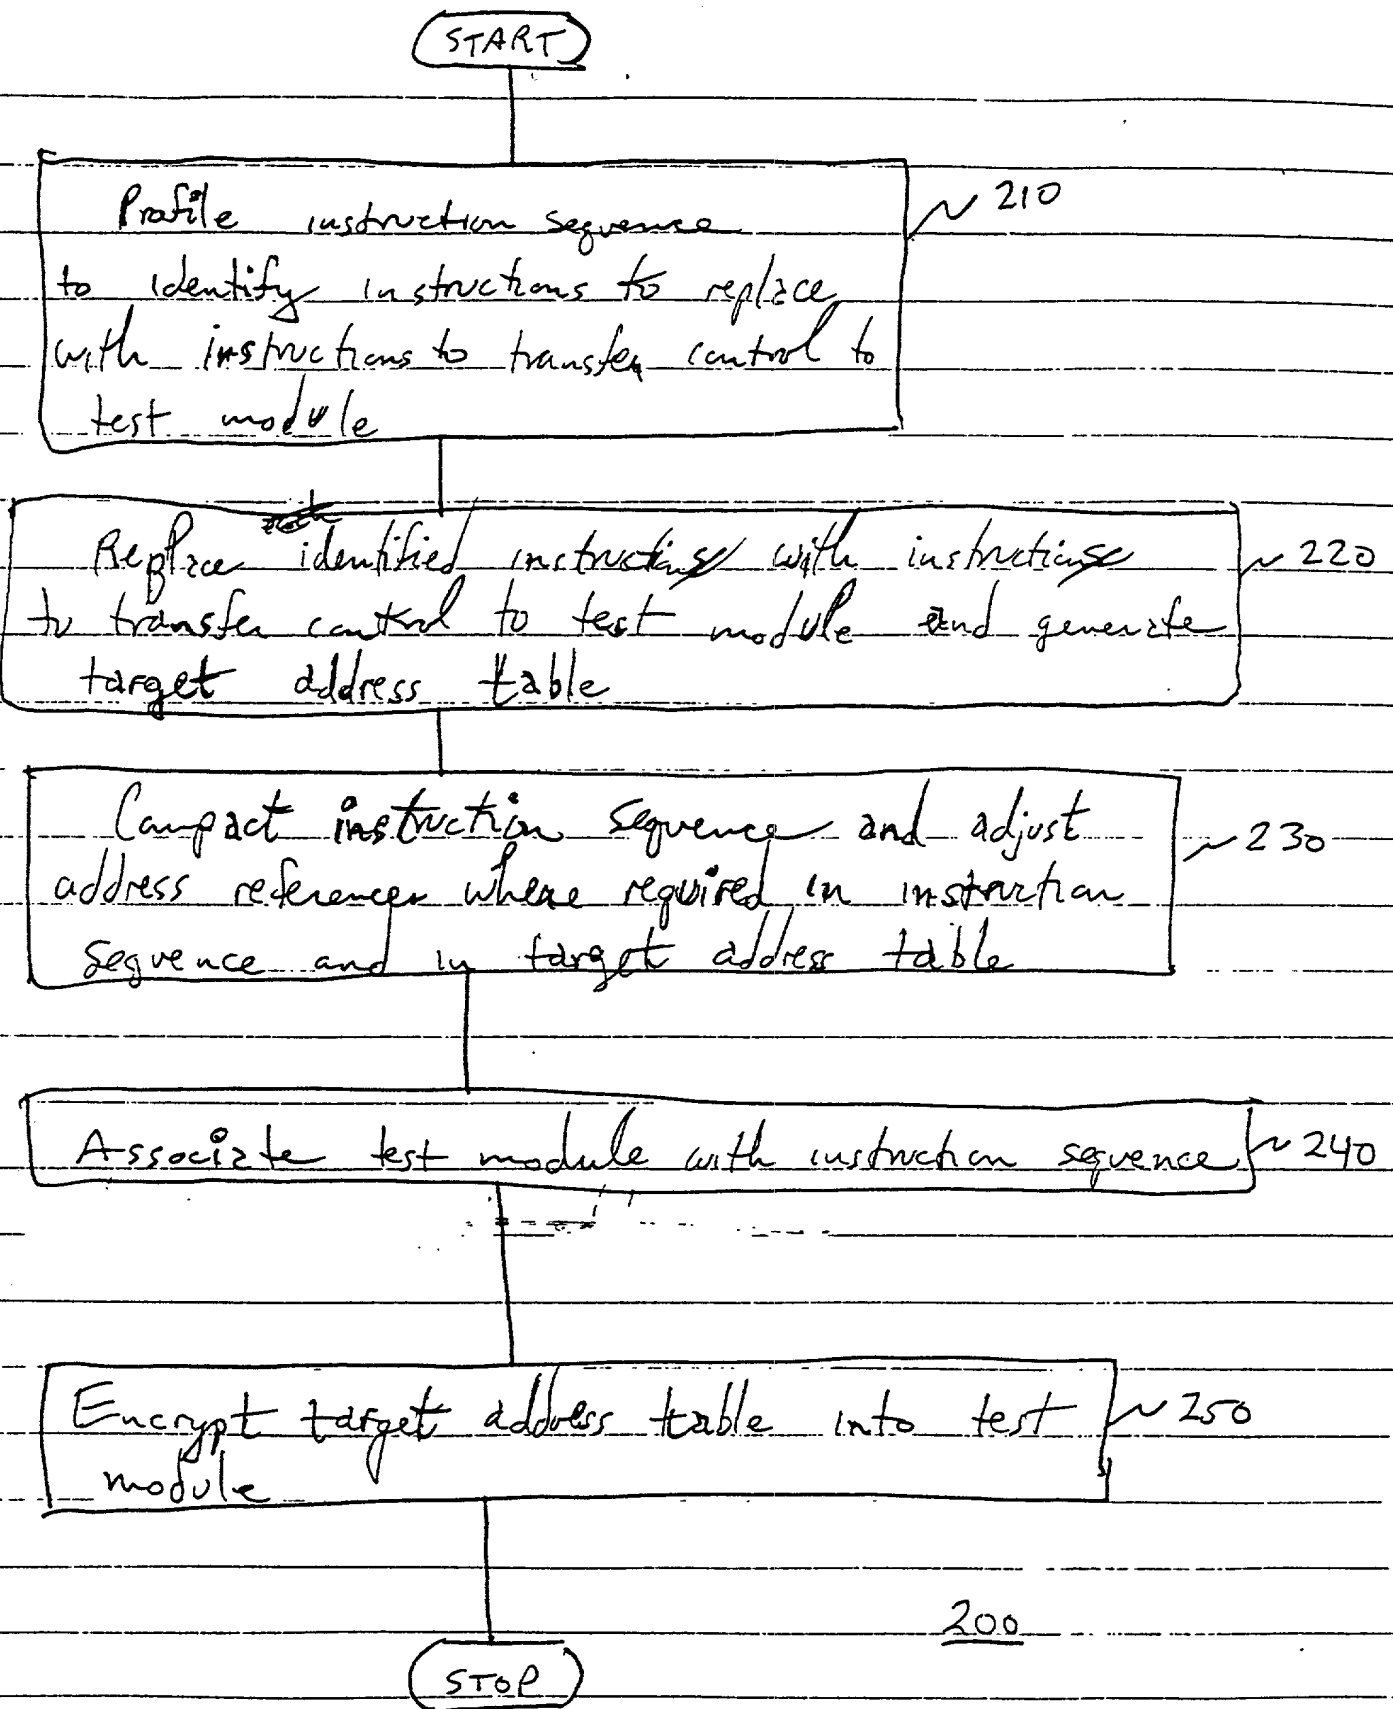 START
Profile instruction sequence
210
to identify instructions to replace
with instructions to transfer control to
test module
Replace identified instructions with instructions
220
to transfer control to test module and generate
target address table
Compact instruction sequence and adjust
230
address references where required in instruction
sequence and in target address table
Associate test module with instruction sequence
240
Encrypt target address table into test
250
module
200
STOP